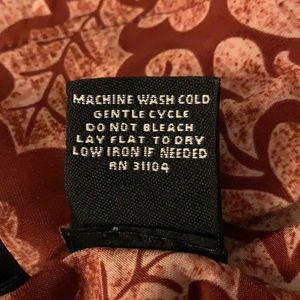 MACHINE WASH COLD
GENTLE CYCLE
DO NOT BLEACH
LAY FLAT TO DRY
LOW IRON IF NEEDED
RN 31104